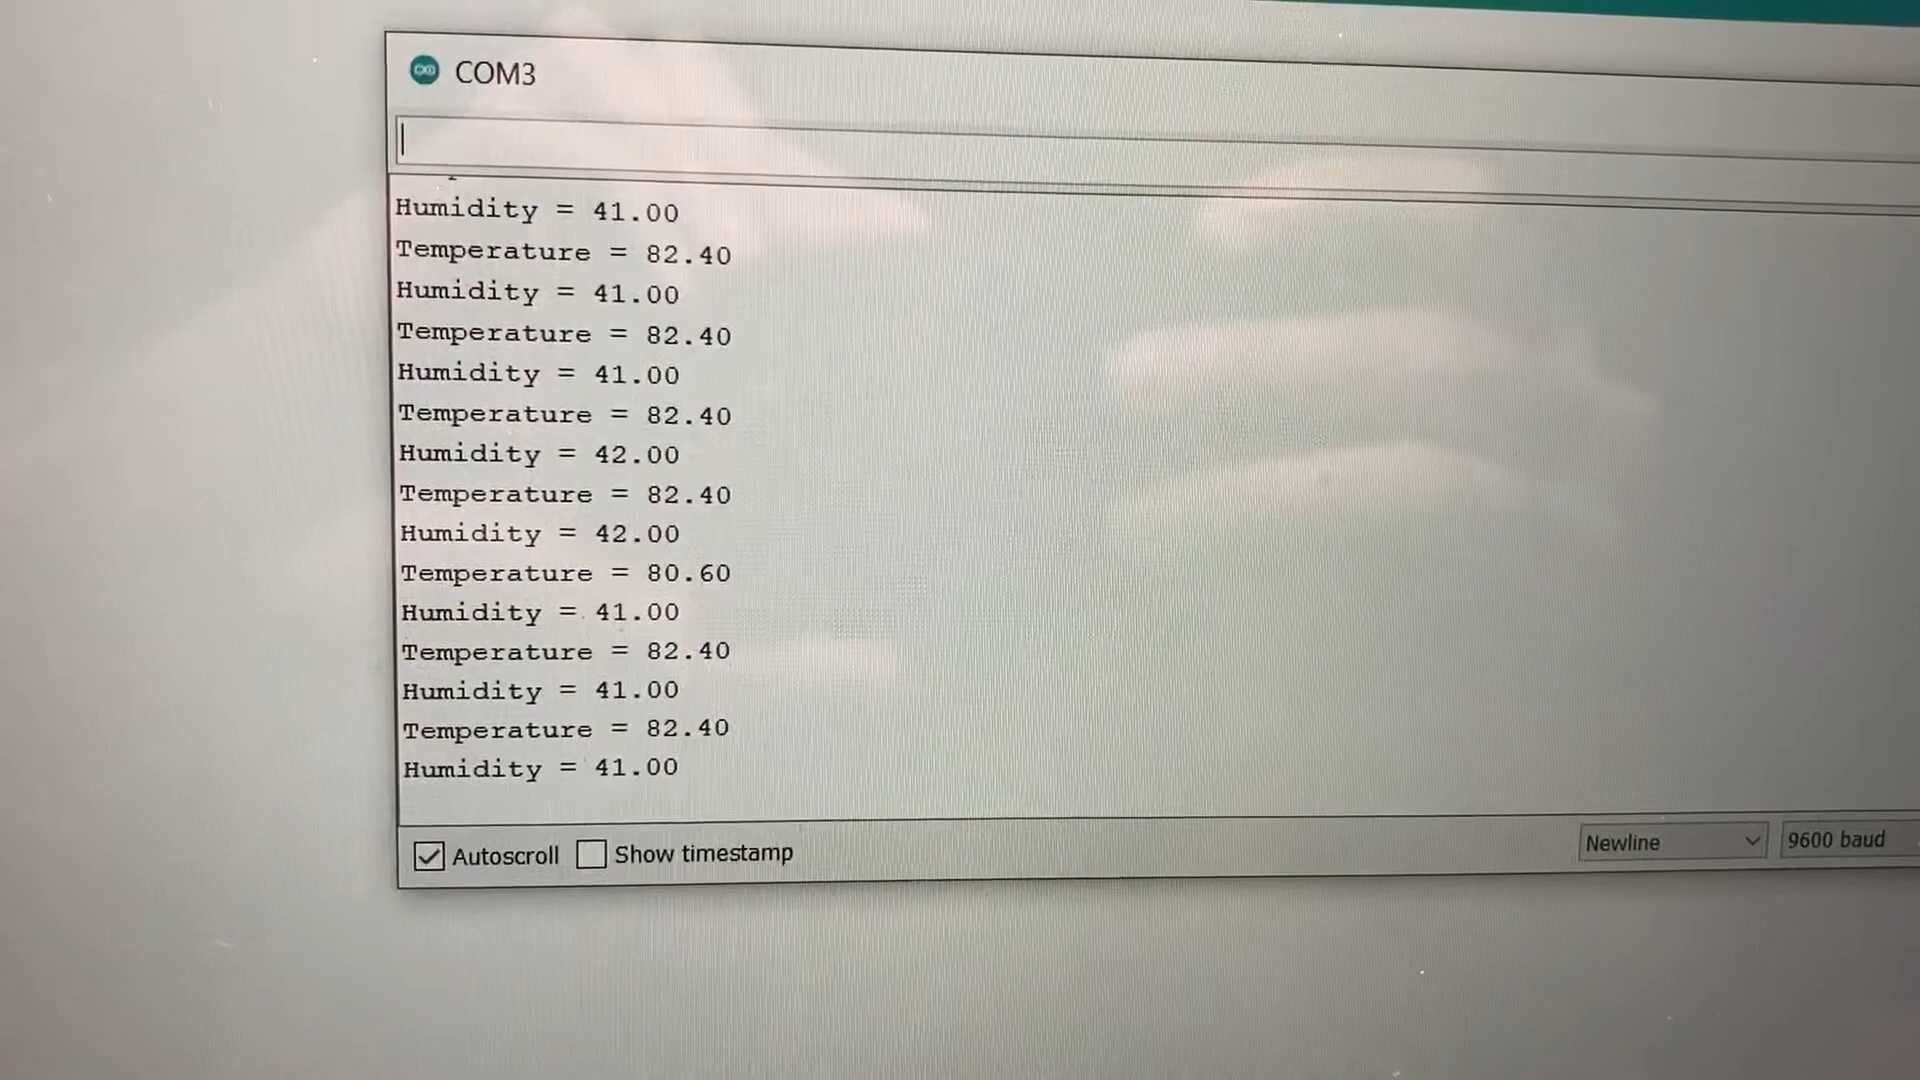 COM3
Humidity = 41.00
Temperature = 82.40
Humidity = 41.00
Temperature = 82.40
Humidity = 41.00
Temperature = 82.40
Humidity = 42.00
Temperature = 82.40
Humidity = 42.00
Temperature = 80.60
Humidity = 41.00
Temperature = 82.40
Humidity = 41.00
Temperature = 82.40
Humidity = 41.00
Autoscroll Show timestamp Newline 9600 baud